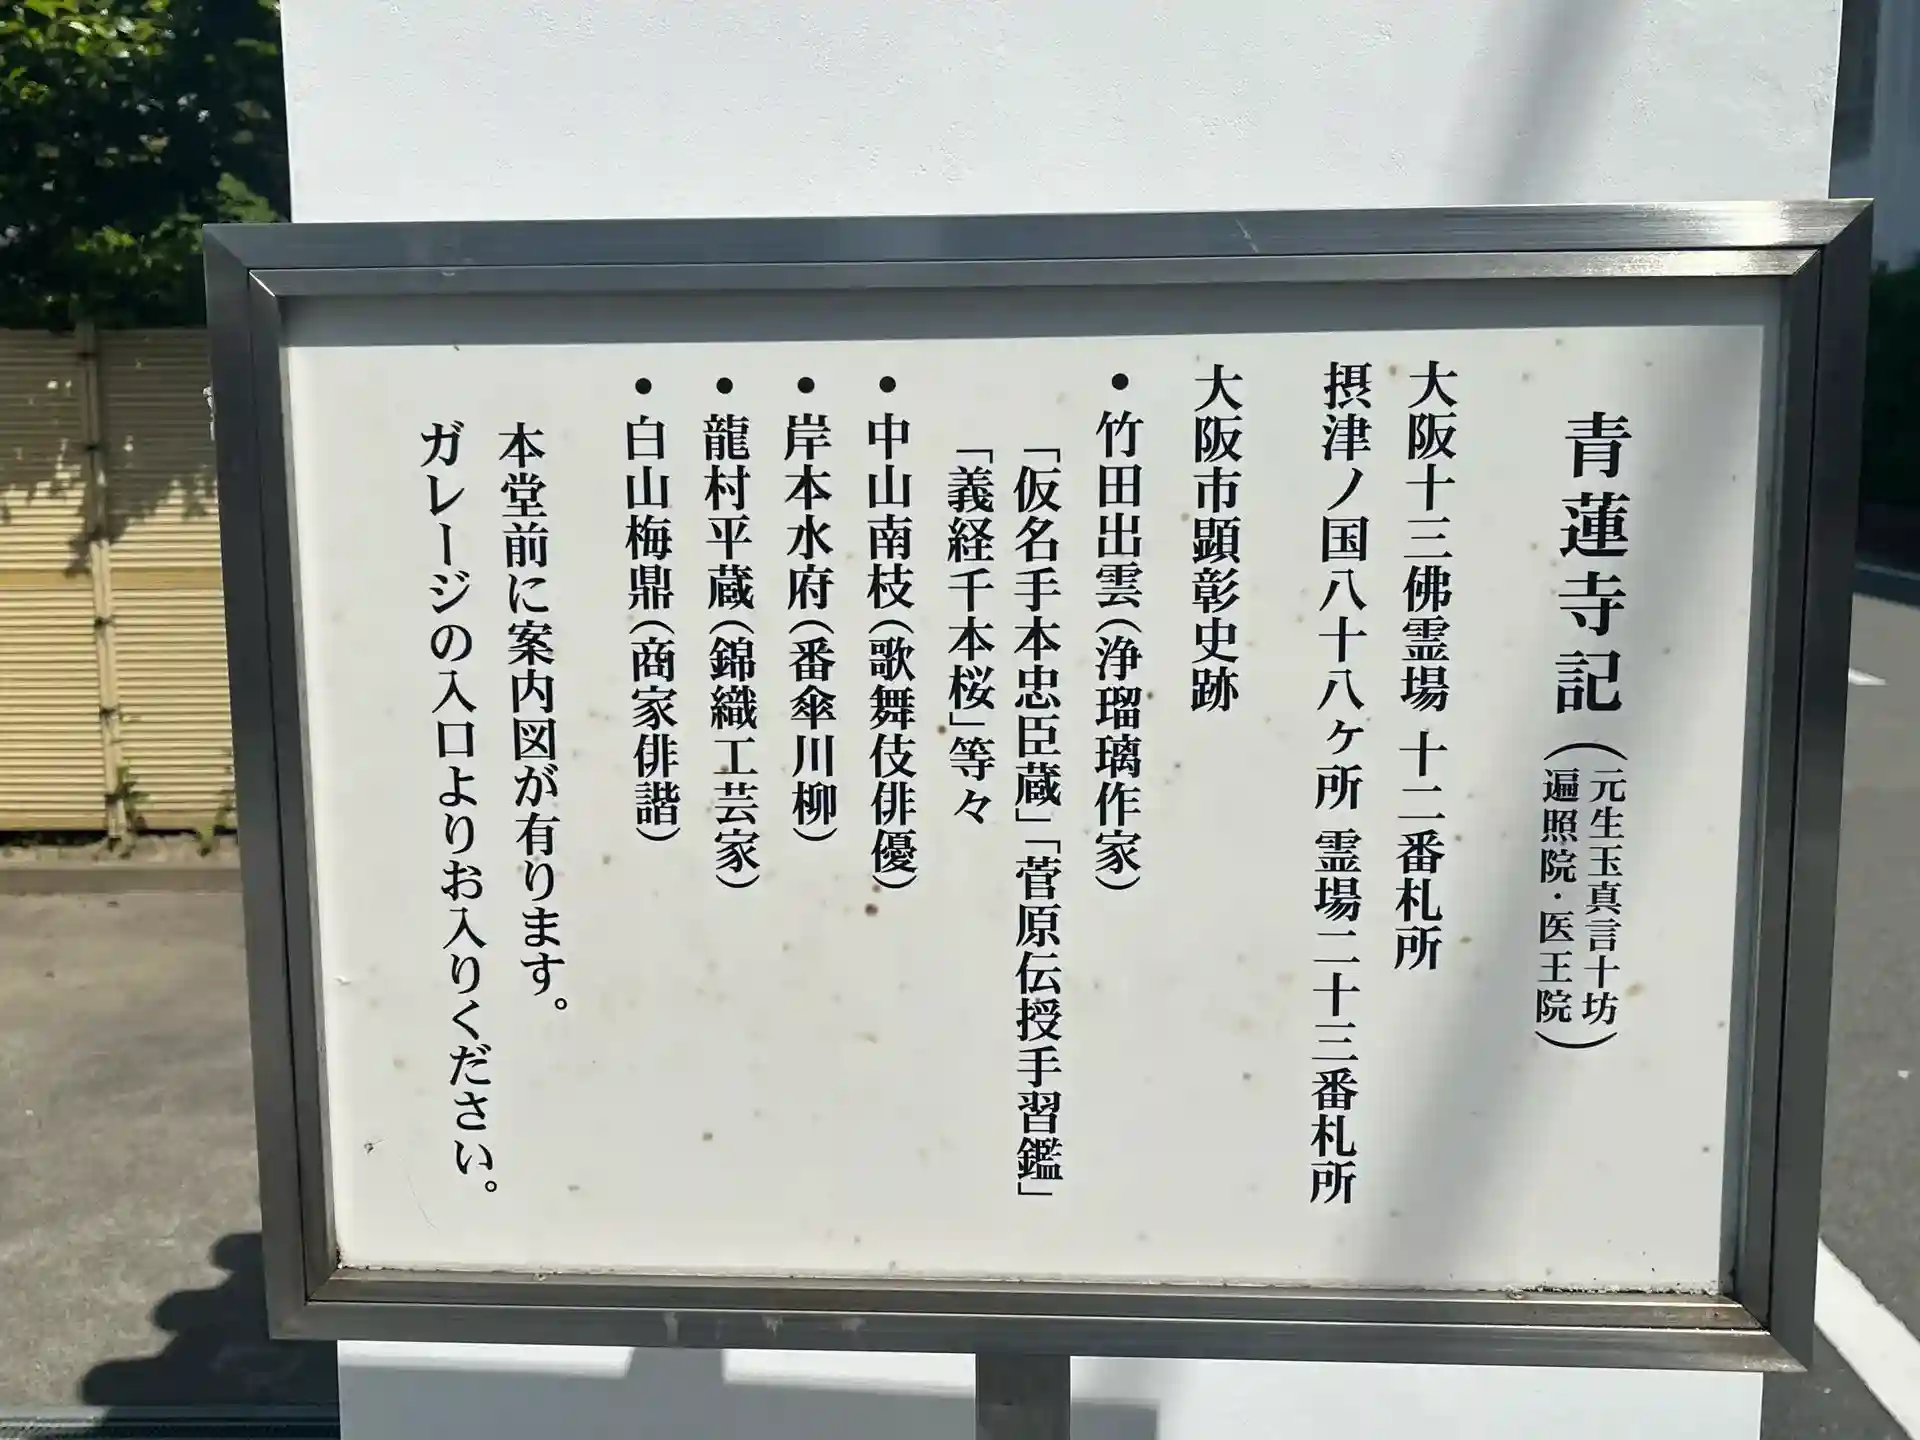 青蓮寺記（元生玉真言十坊
遍照院・医王院）
大阪十三佛霊場 十二番札所
摂津ノ国八十八ヶ所 霊場二十三番札所
大阪市顕彰史跡
●竹田出雲（浄瑠璃作家）
「仮名手本忠臣蔵」「菅原伝授手習鑑」
「義経千本桜」等々
●中山南枝（歌舞伎俳優）
●岸本水府（番傘川柳）
●龍村平蔵（錦織工芸家）
●白山梅鼎（商家俳諧）
本堂前に案内図が有ります。
ガレージの入口よりお入りください。